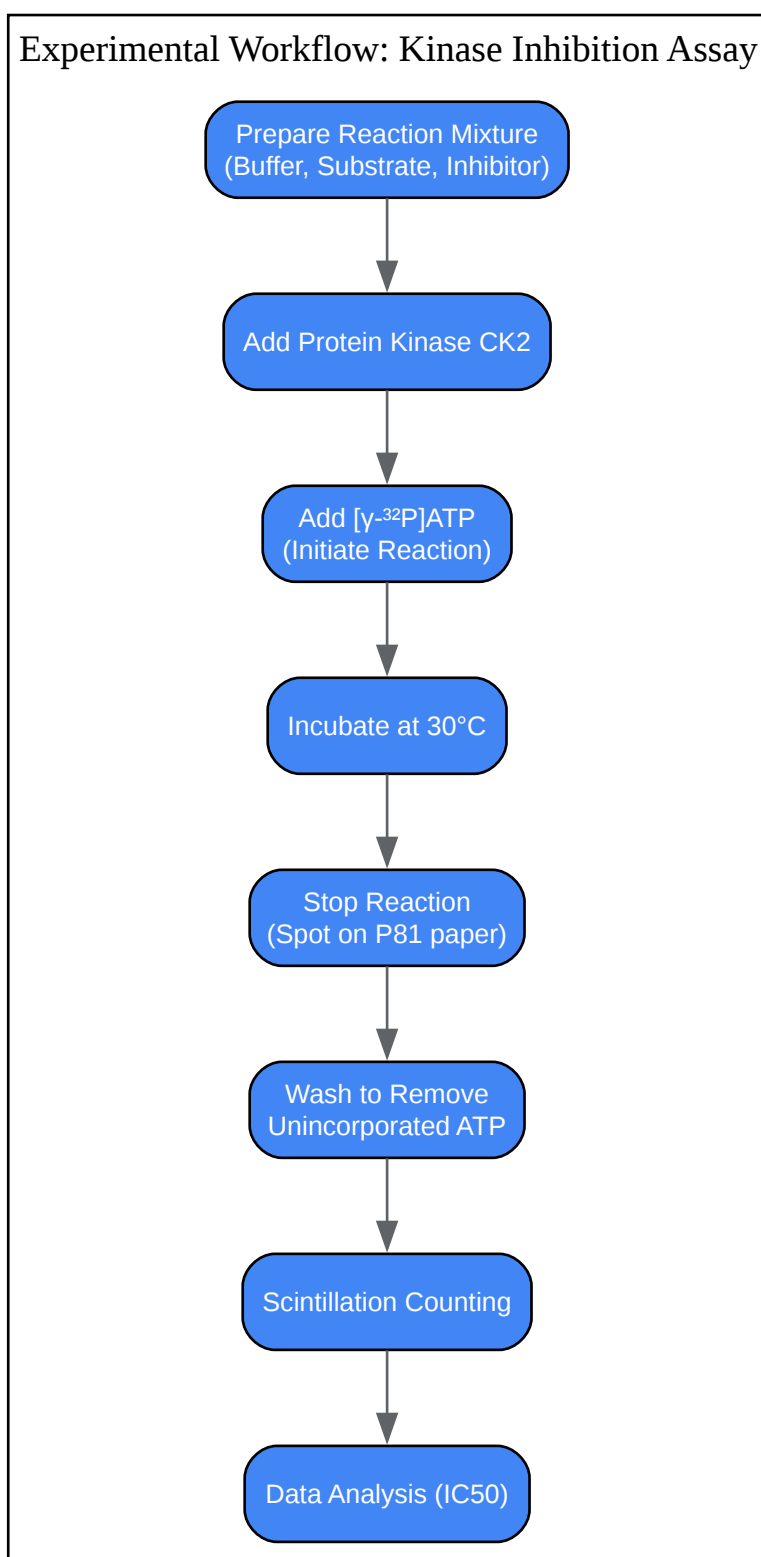 Experimental Workflow: Kinase Inhibition Assay
Prepare Reaction Mixture
(Buffer, Substrate, Inhibitor)
Add Protein Kinase CK2
Add [γ-³²P]ATP
(Initiate Reaction)
Incubate at 30°C
Stop Reaction
(Spot on P81 paper)
Wash to Remove
Unincorporated ATP
Scintillation Counting
Data Analysis (IC50)